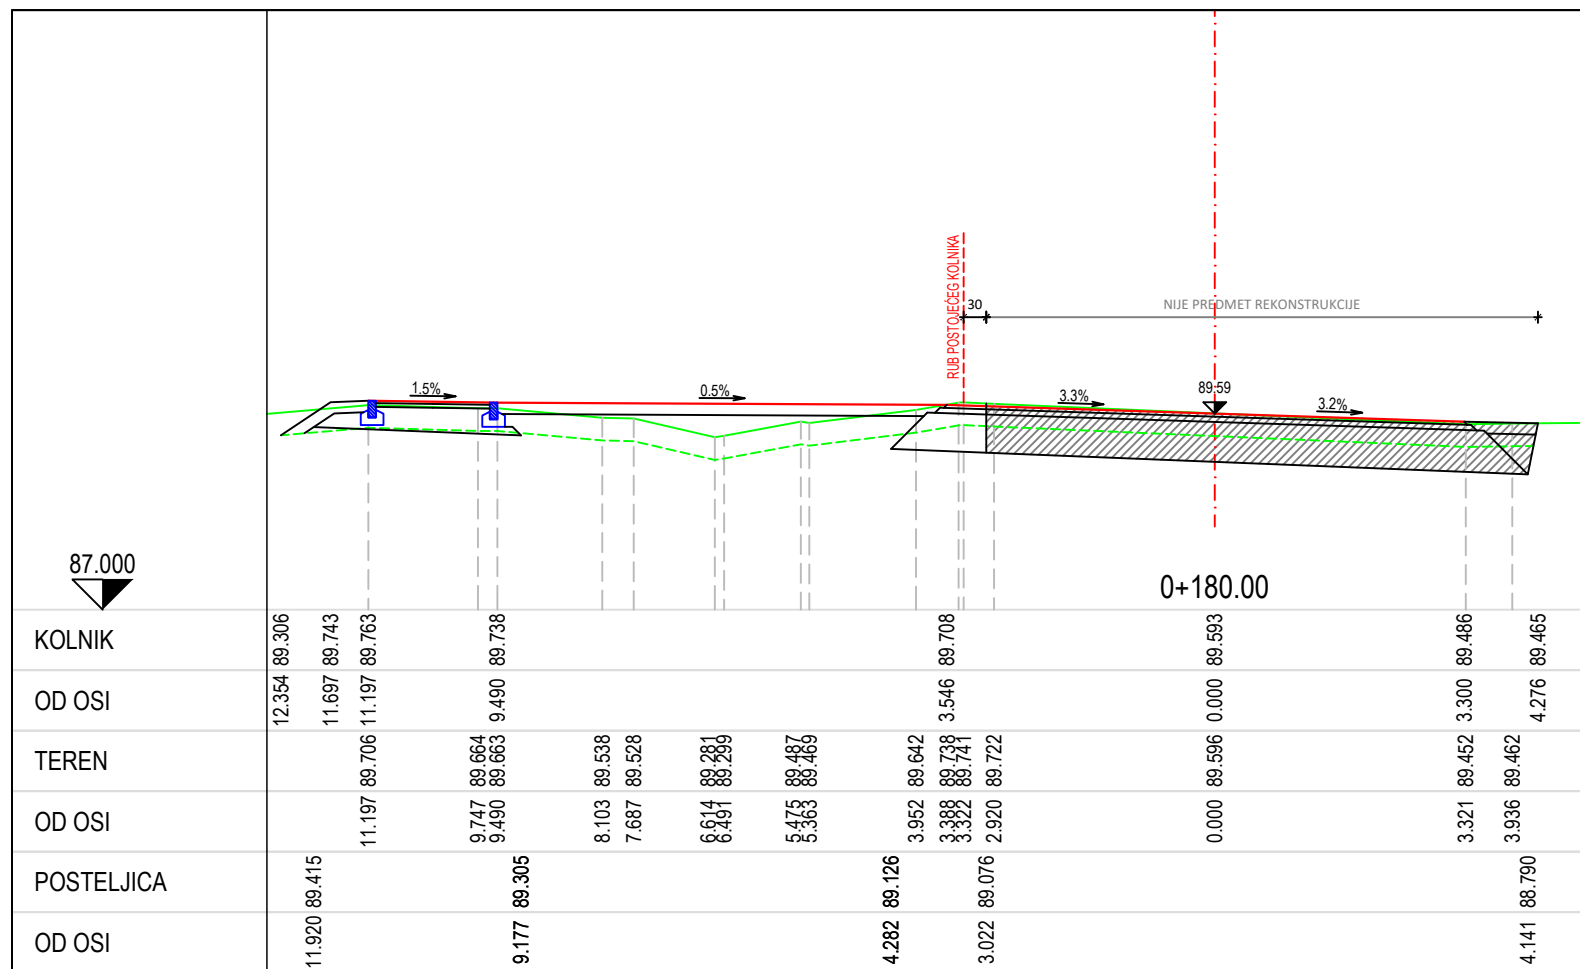 RUB POSTOJEĆEG KOLNIKA
30
NIJE PREDMET REKONSTRUKCIJE
1.5%
0.5%
3.3%
89.59
3.2%
87.000
0+180.00
KOLNIK
89.306 89.743 89.763 89.738 89.708 89.593 89.486 89.465
OD OSI
12.354 11.697 11.197 9.490 3.546 0.000 3.300 4.276
TEREN
89.706 89.664 89.663 89.538 89.528 89.281 89.299 89.487 89.469 89.642 89.738 89.741 89.722 89.596 89.452 89.462
OD OSI
11.197 9.747 9.490 8.103 7.687 6.614 6.491 5.475 5.363 3.952 3.388 3.322 2.920 0.000 3.321 3.936
POSTELJICA
89.415 89.305 89.126 89.076 88.790
OD OSI
11.920 9.177 4.282 3.022 4.141